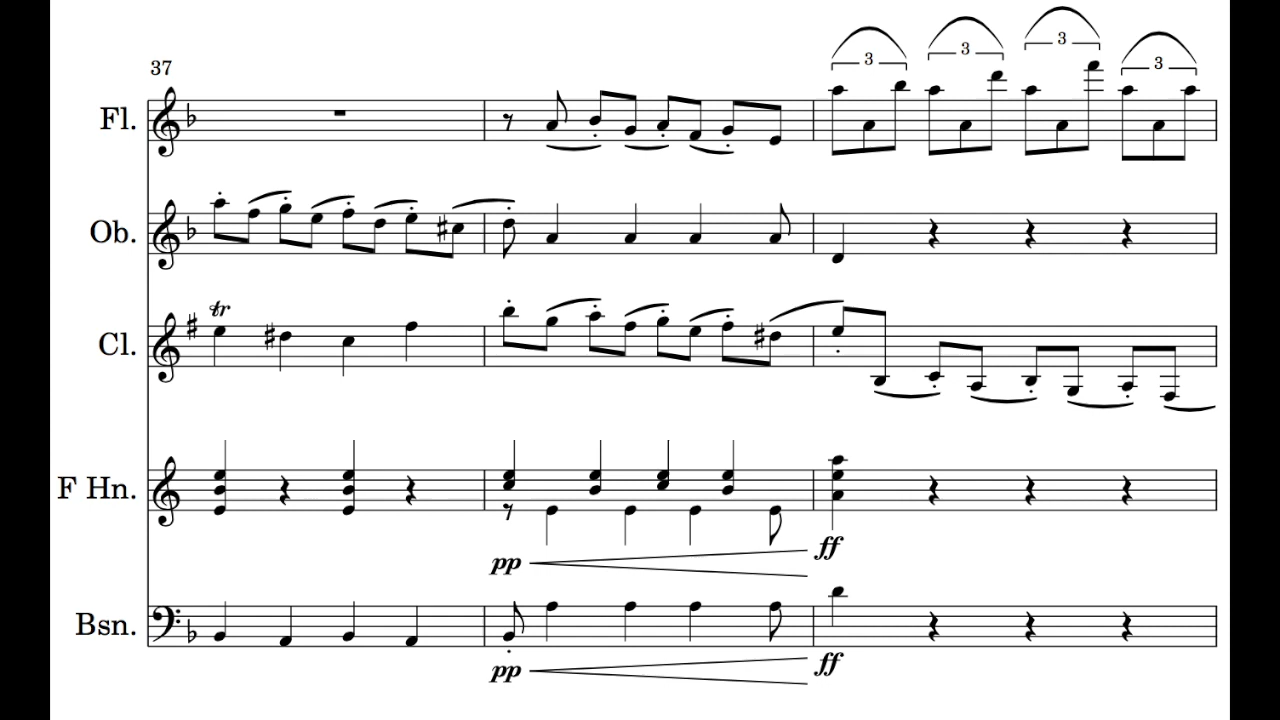 37
3 3 3 3
Fl.
Ob.
tr
Cl.
F Hn.
pp ff
Bsn.
pp ff